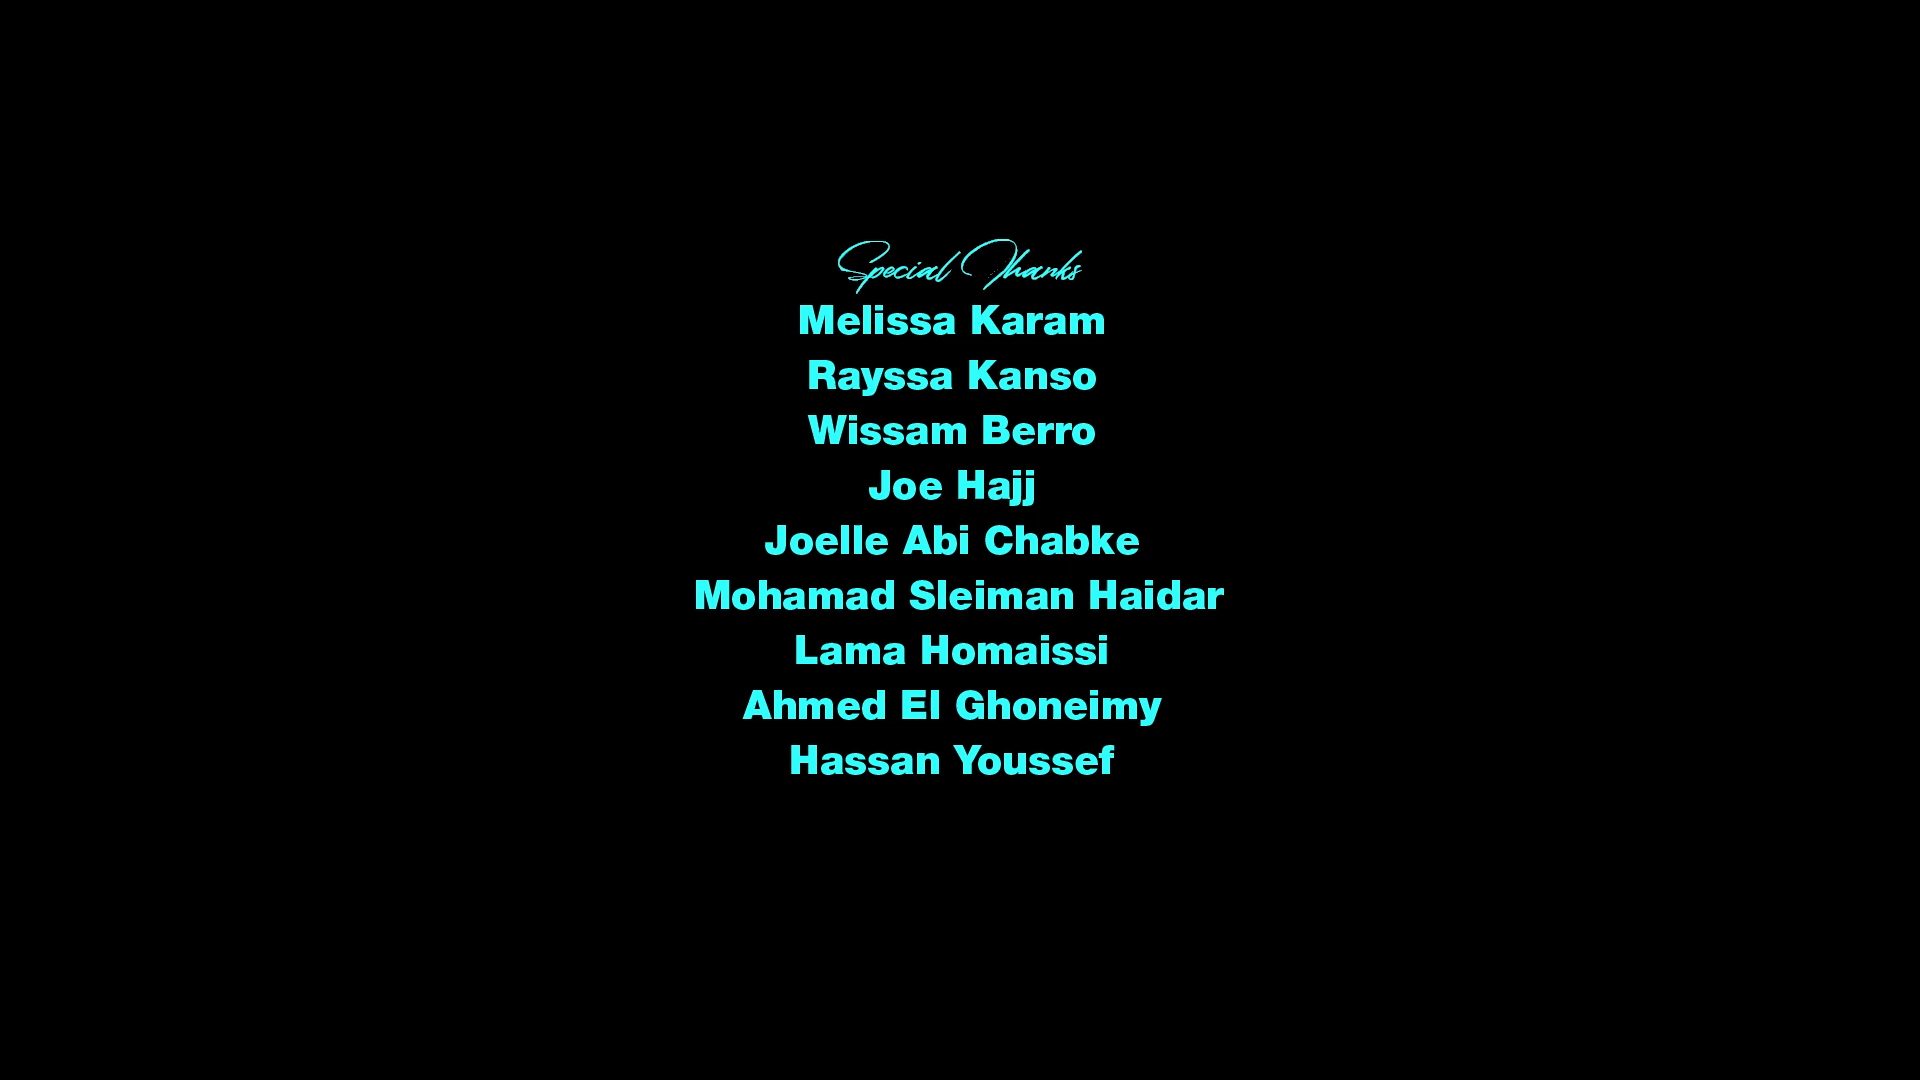 Special Thanks
Melissa Karam
Rayssa Kanso
Wissam Berro
Joe Hajj
Joelle Abi Chabke
Mohamad Sleiman Haidar
Lama Homaissi
Ahmed El Ghoneimy
Hassan Youssef